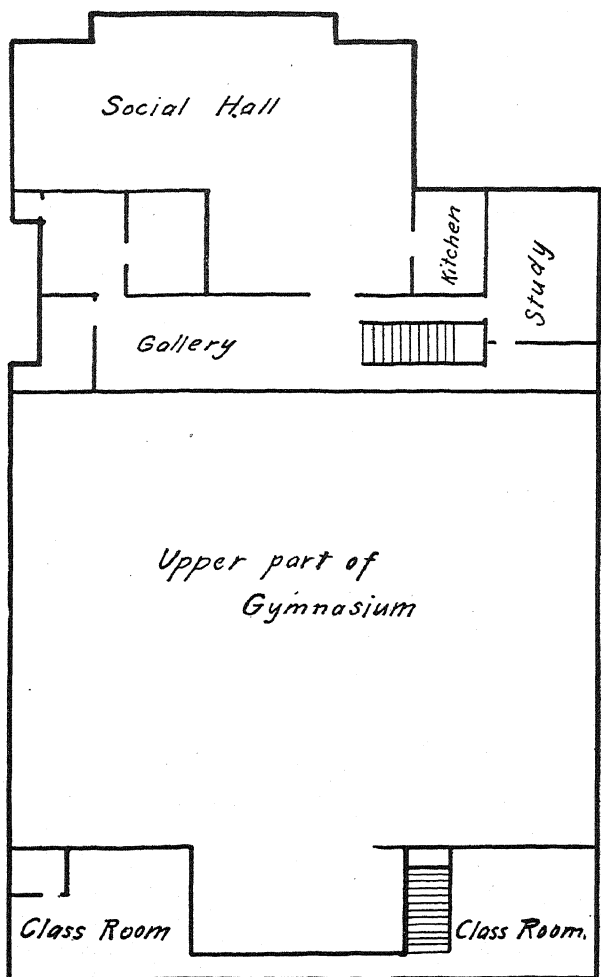 Social Hall
Kitchen
Study
Gallery
Upper part of
Gymnasium
Class Room
Class Room.